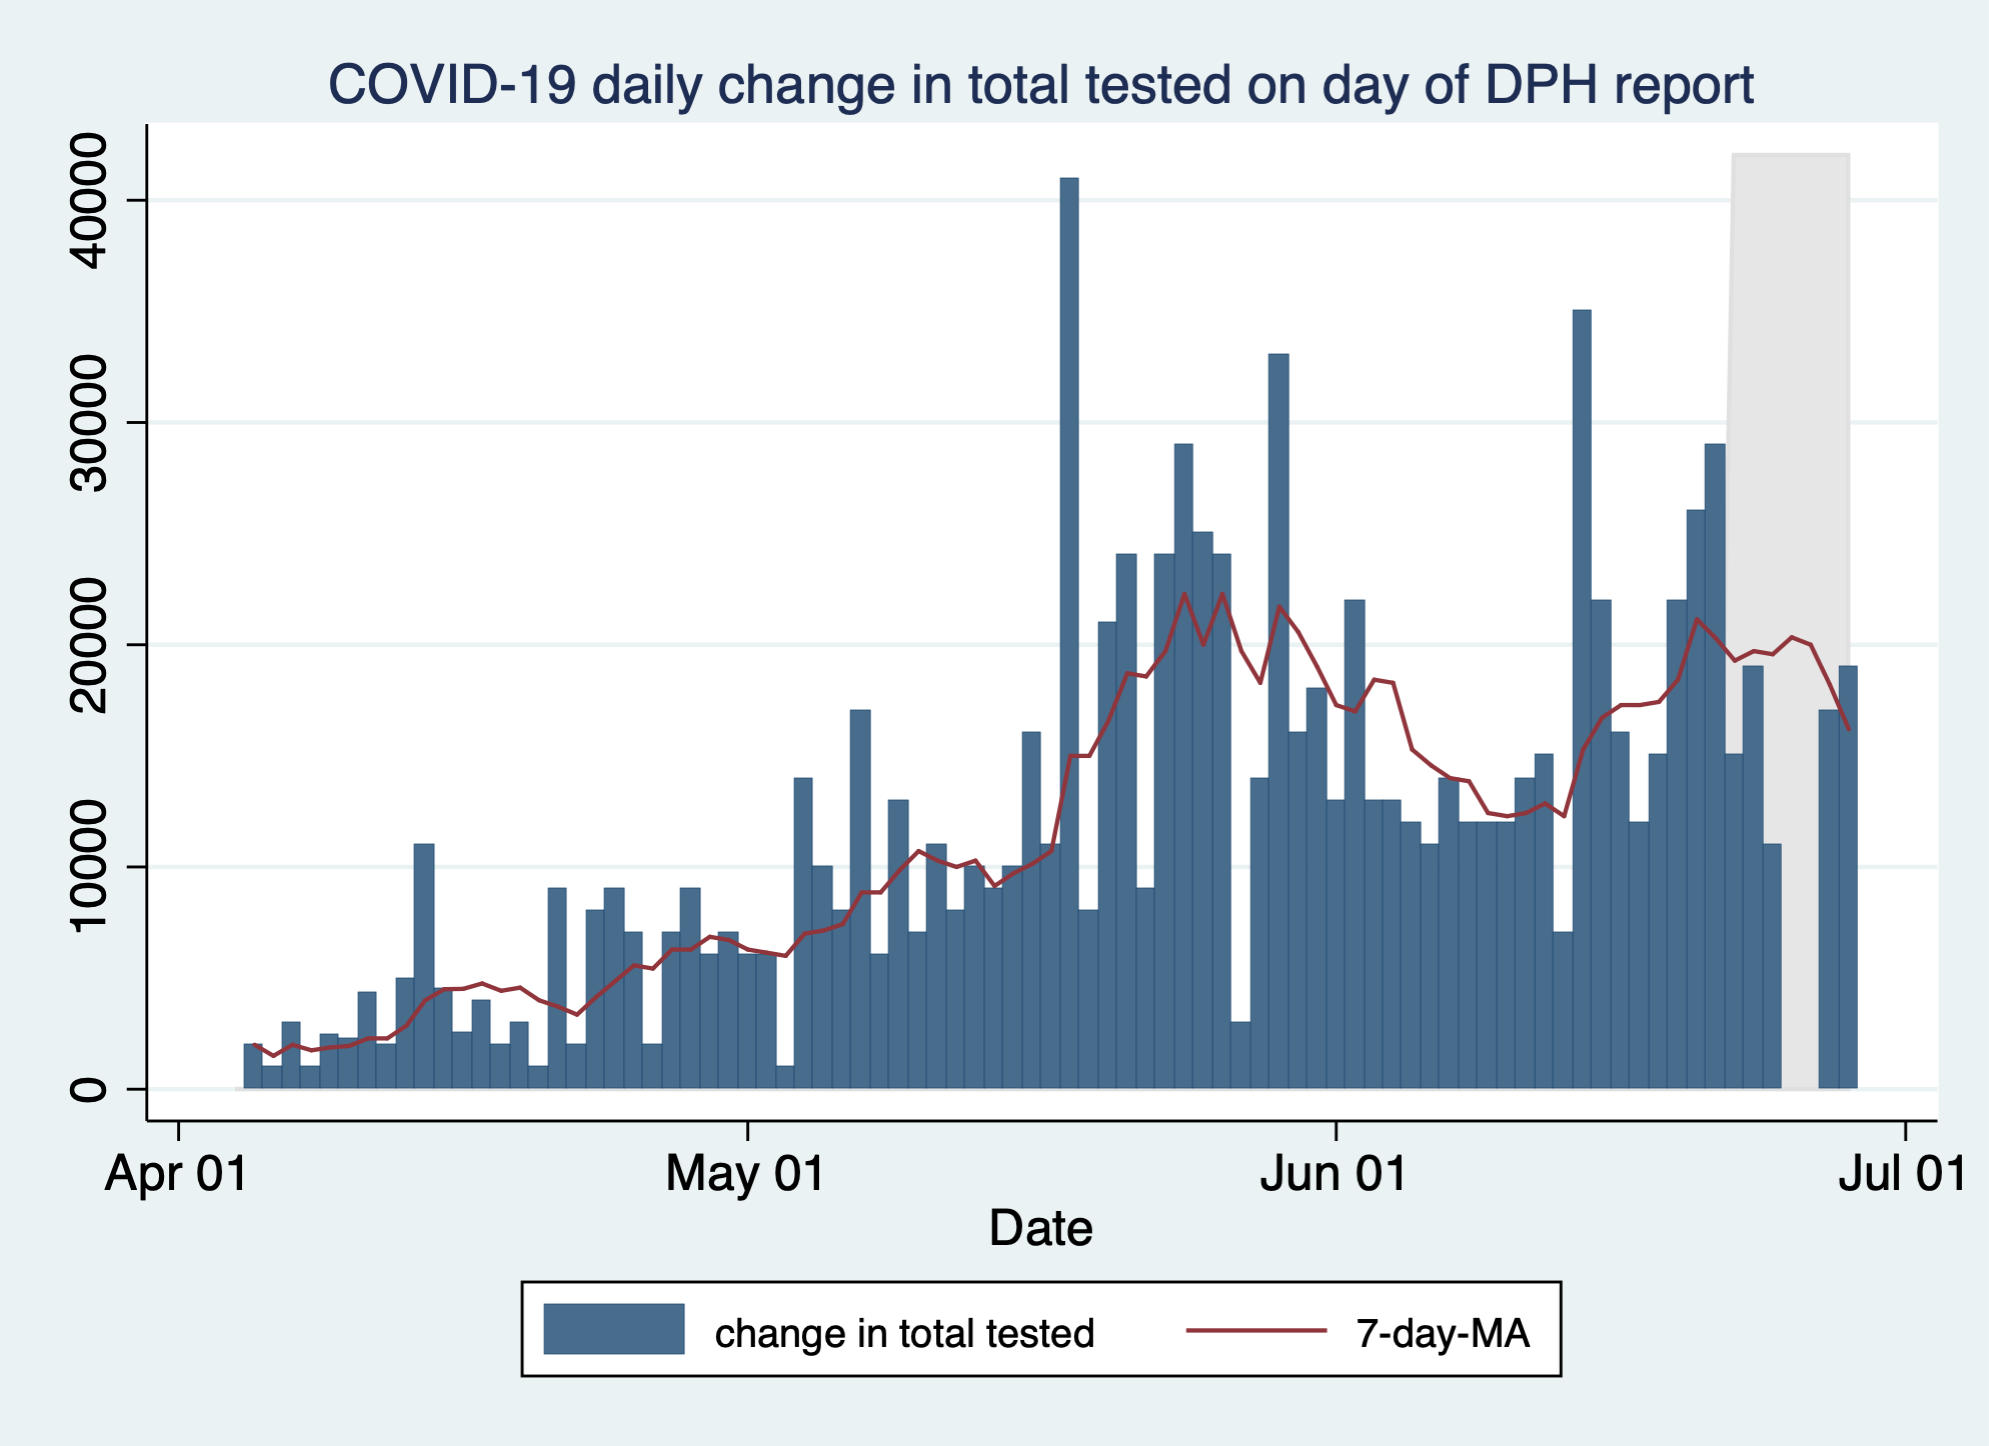 COVID-19 daily change in total tested on day of DPH report
40000
30000
20000
10000
0
Apr 01
May 01
Jun 01
Jul 01
Date
change in total tested
7-day-MA